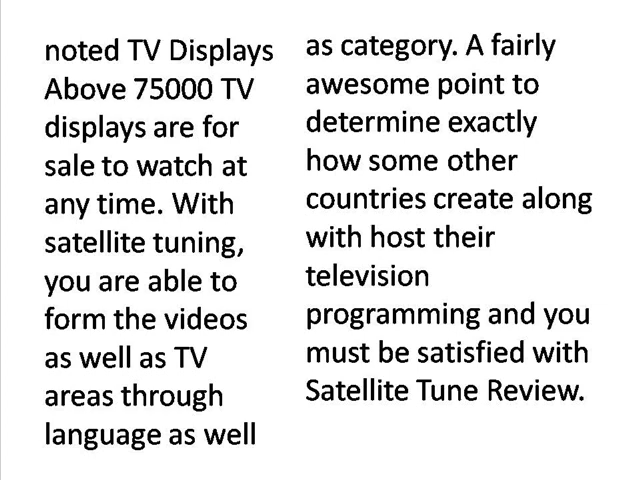 noted TV Displays
Above 75000 TV
displays are for
sale to watch at
any time. With
satellite tuning,
you are able to
form the videos
as well as TV
areas through
language as well
as category. A fairly
awesome point to
determine exactly
how some other
countries create along
with host their
television
programming and you
must be satisfied with
Satellite Tune Review.